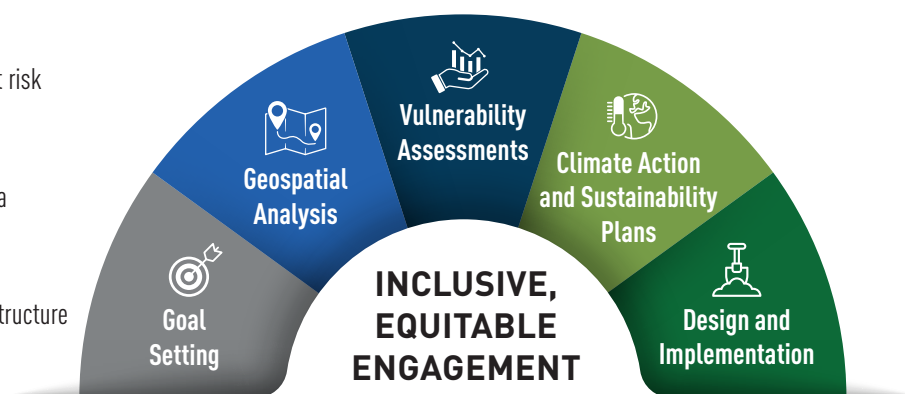 risk
a
tructure
Vulnerability
Assessments
Geospatial
Analysis
Climate Action
and Sustainability
Plans
Goal
Setting
INCLUSIVE,
EQUITABLE
ENGAGEMENT
Design and
Implementation